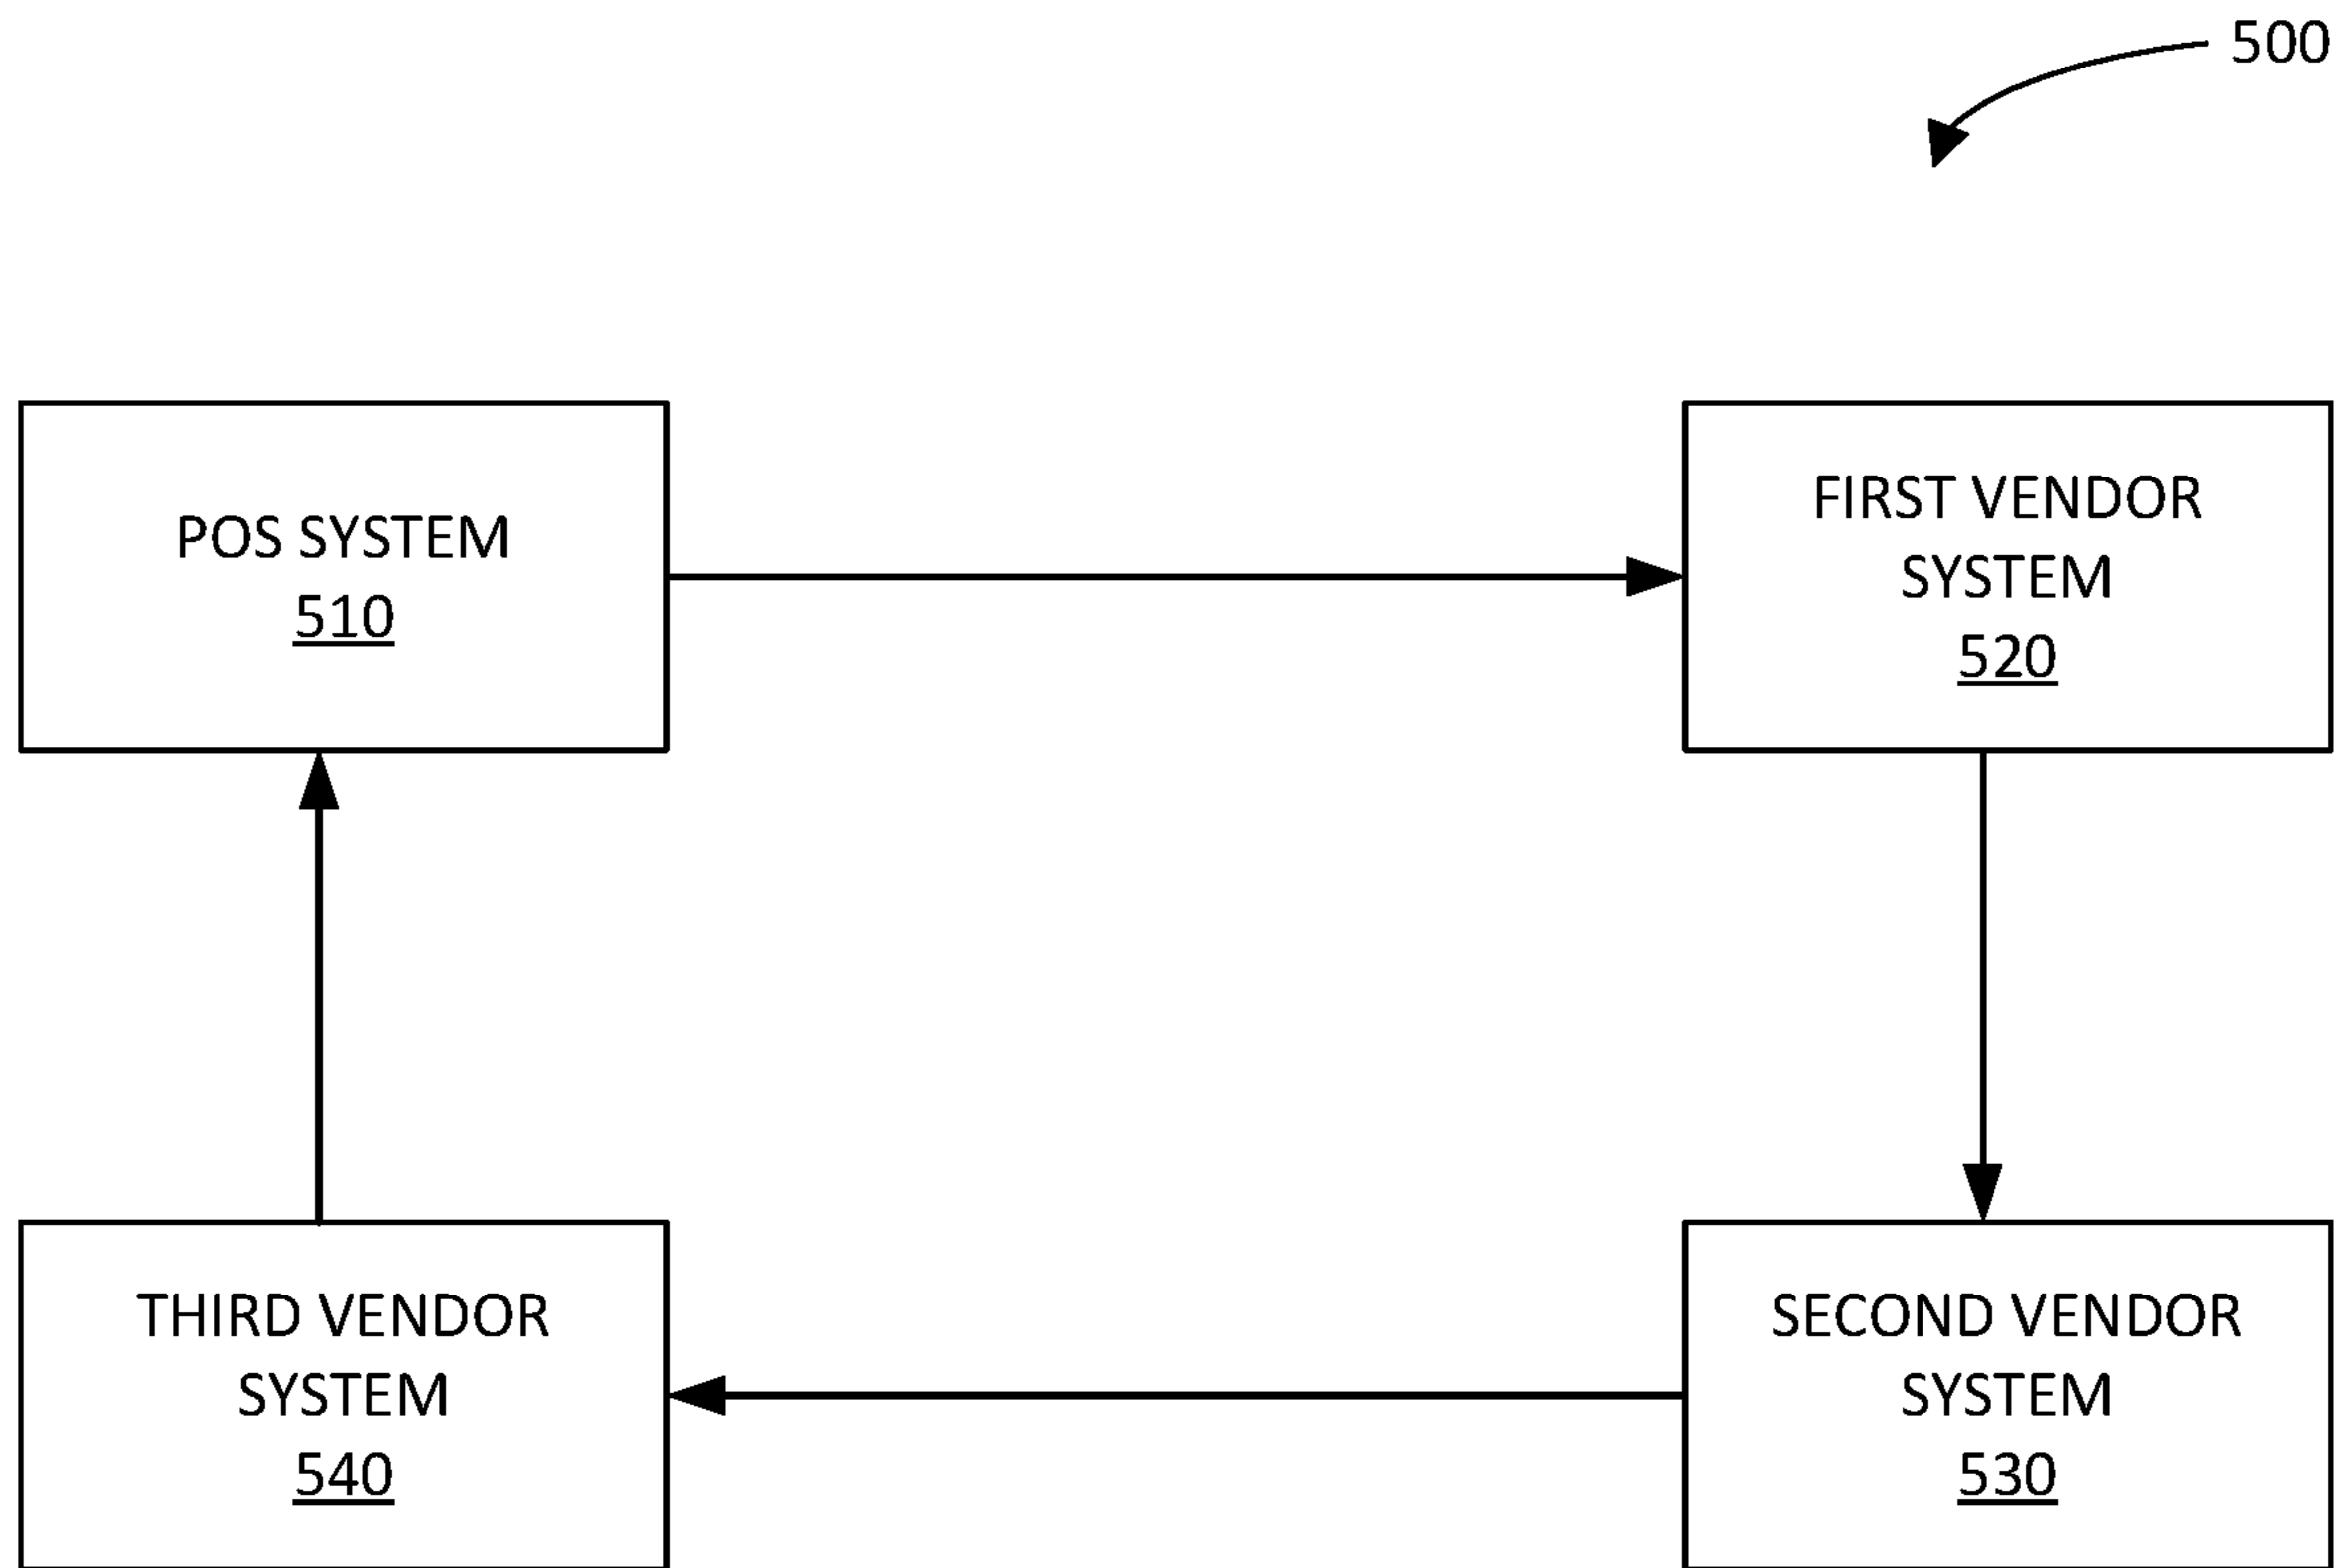 500
POS SYSTEM
510
FIRST VENDOR
SYSTEM
520
THIRD VENDOR
SYSTEM
540
SECOND VENDOR
SYSTEM
530